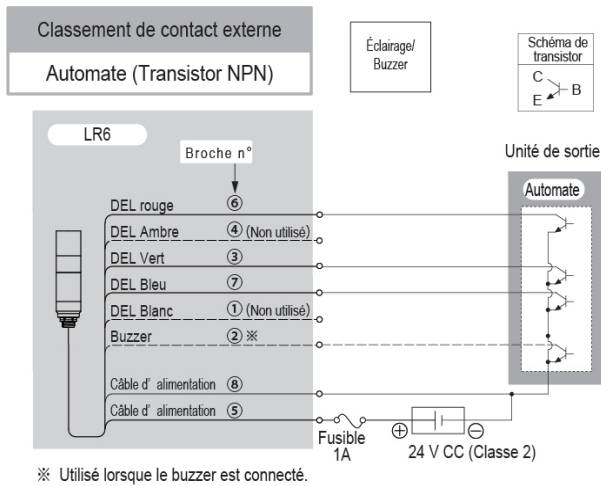 Classement de contact externe
Automate (Transistor NPN)
Éclairage/
Buzzer
Schéma de
transistor
C
B
E
LR6
Broche n°
Unité de sortie
Automate
DEL rouge ⑥
DEL Ambre ④ (Non utilisé)
DEL Vert ③
DEL Bleu ⑦
DEL Blanc ① (Non utilisé)
Buzzer ② ※
Câble d’ alimentation ⑧
Câble d’ alimentation ⑤
Fusible
1A
⊕ ⊖
24 V CC (Classe 2)
※ Utilisé lorsque le buzzer est connecté.